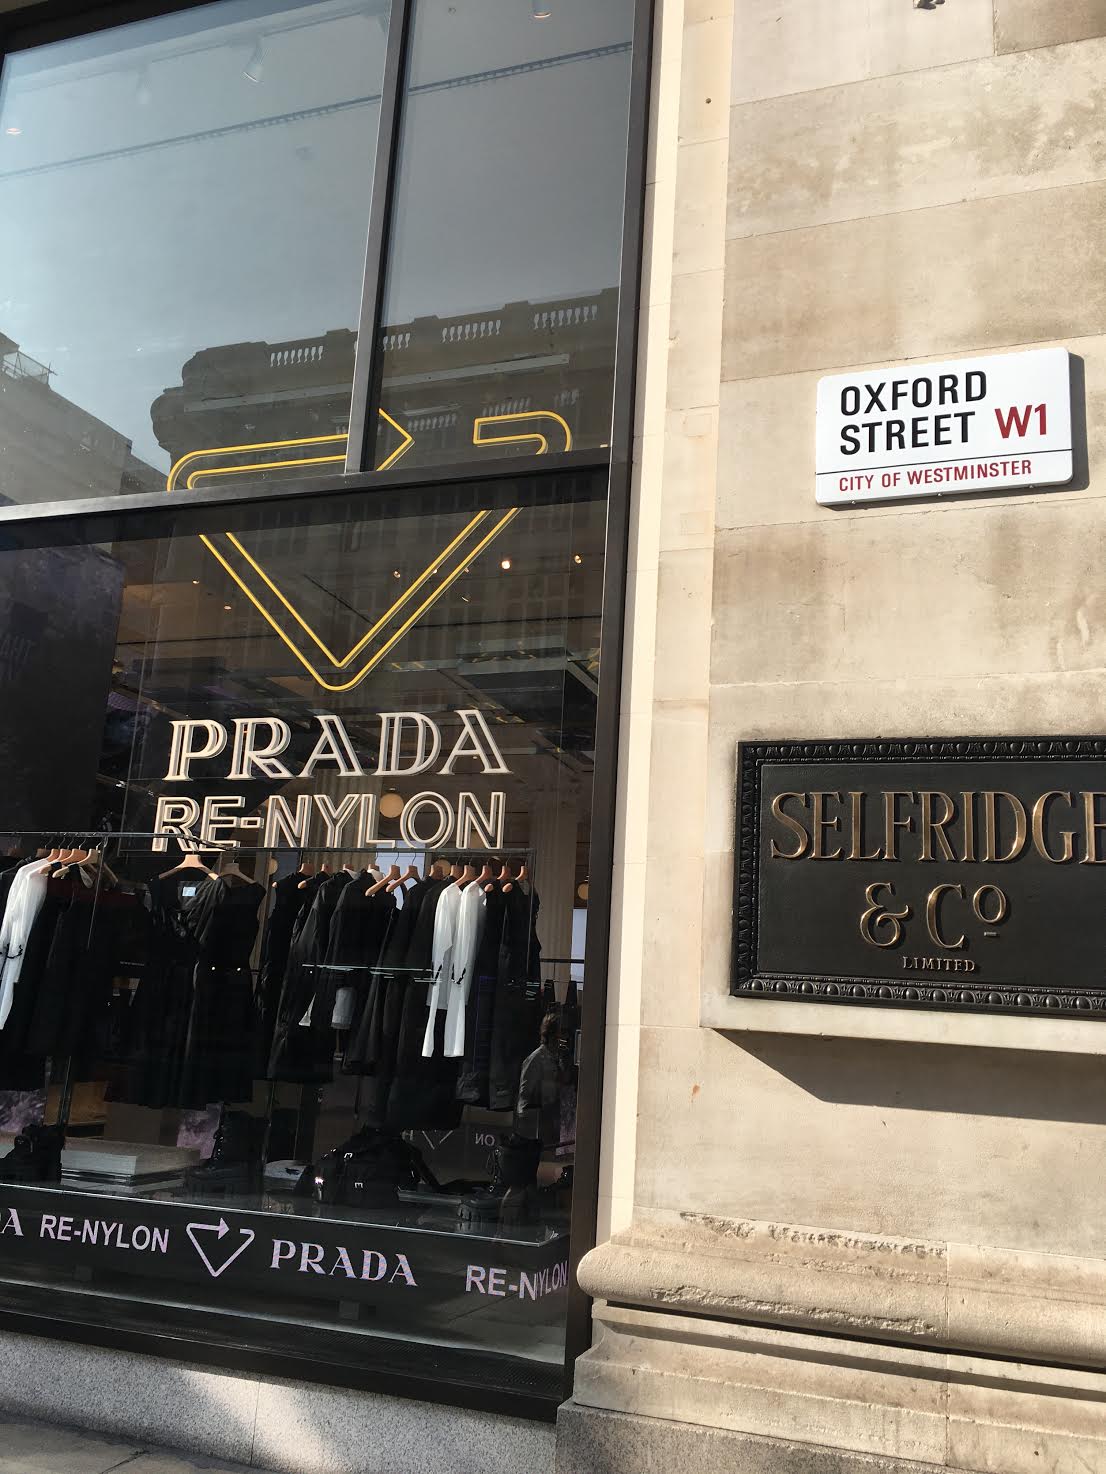 PRADA
RE-NYLON
RE-NYLON
PRADA
RE-NYLON
OXFORD
STREET W1
CITY OF WESTMINSTER
SELFRIDGE
& Co
LIMITED